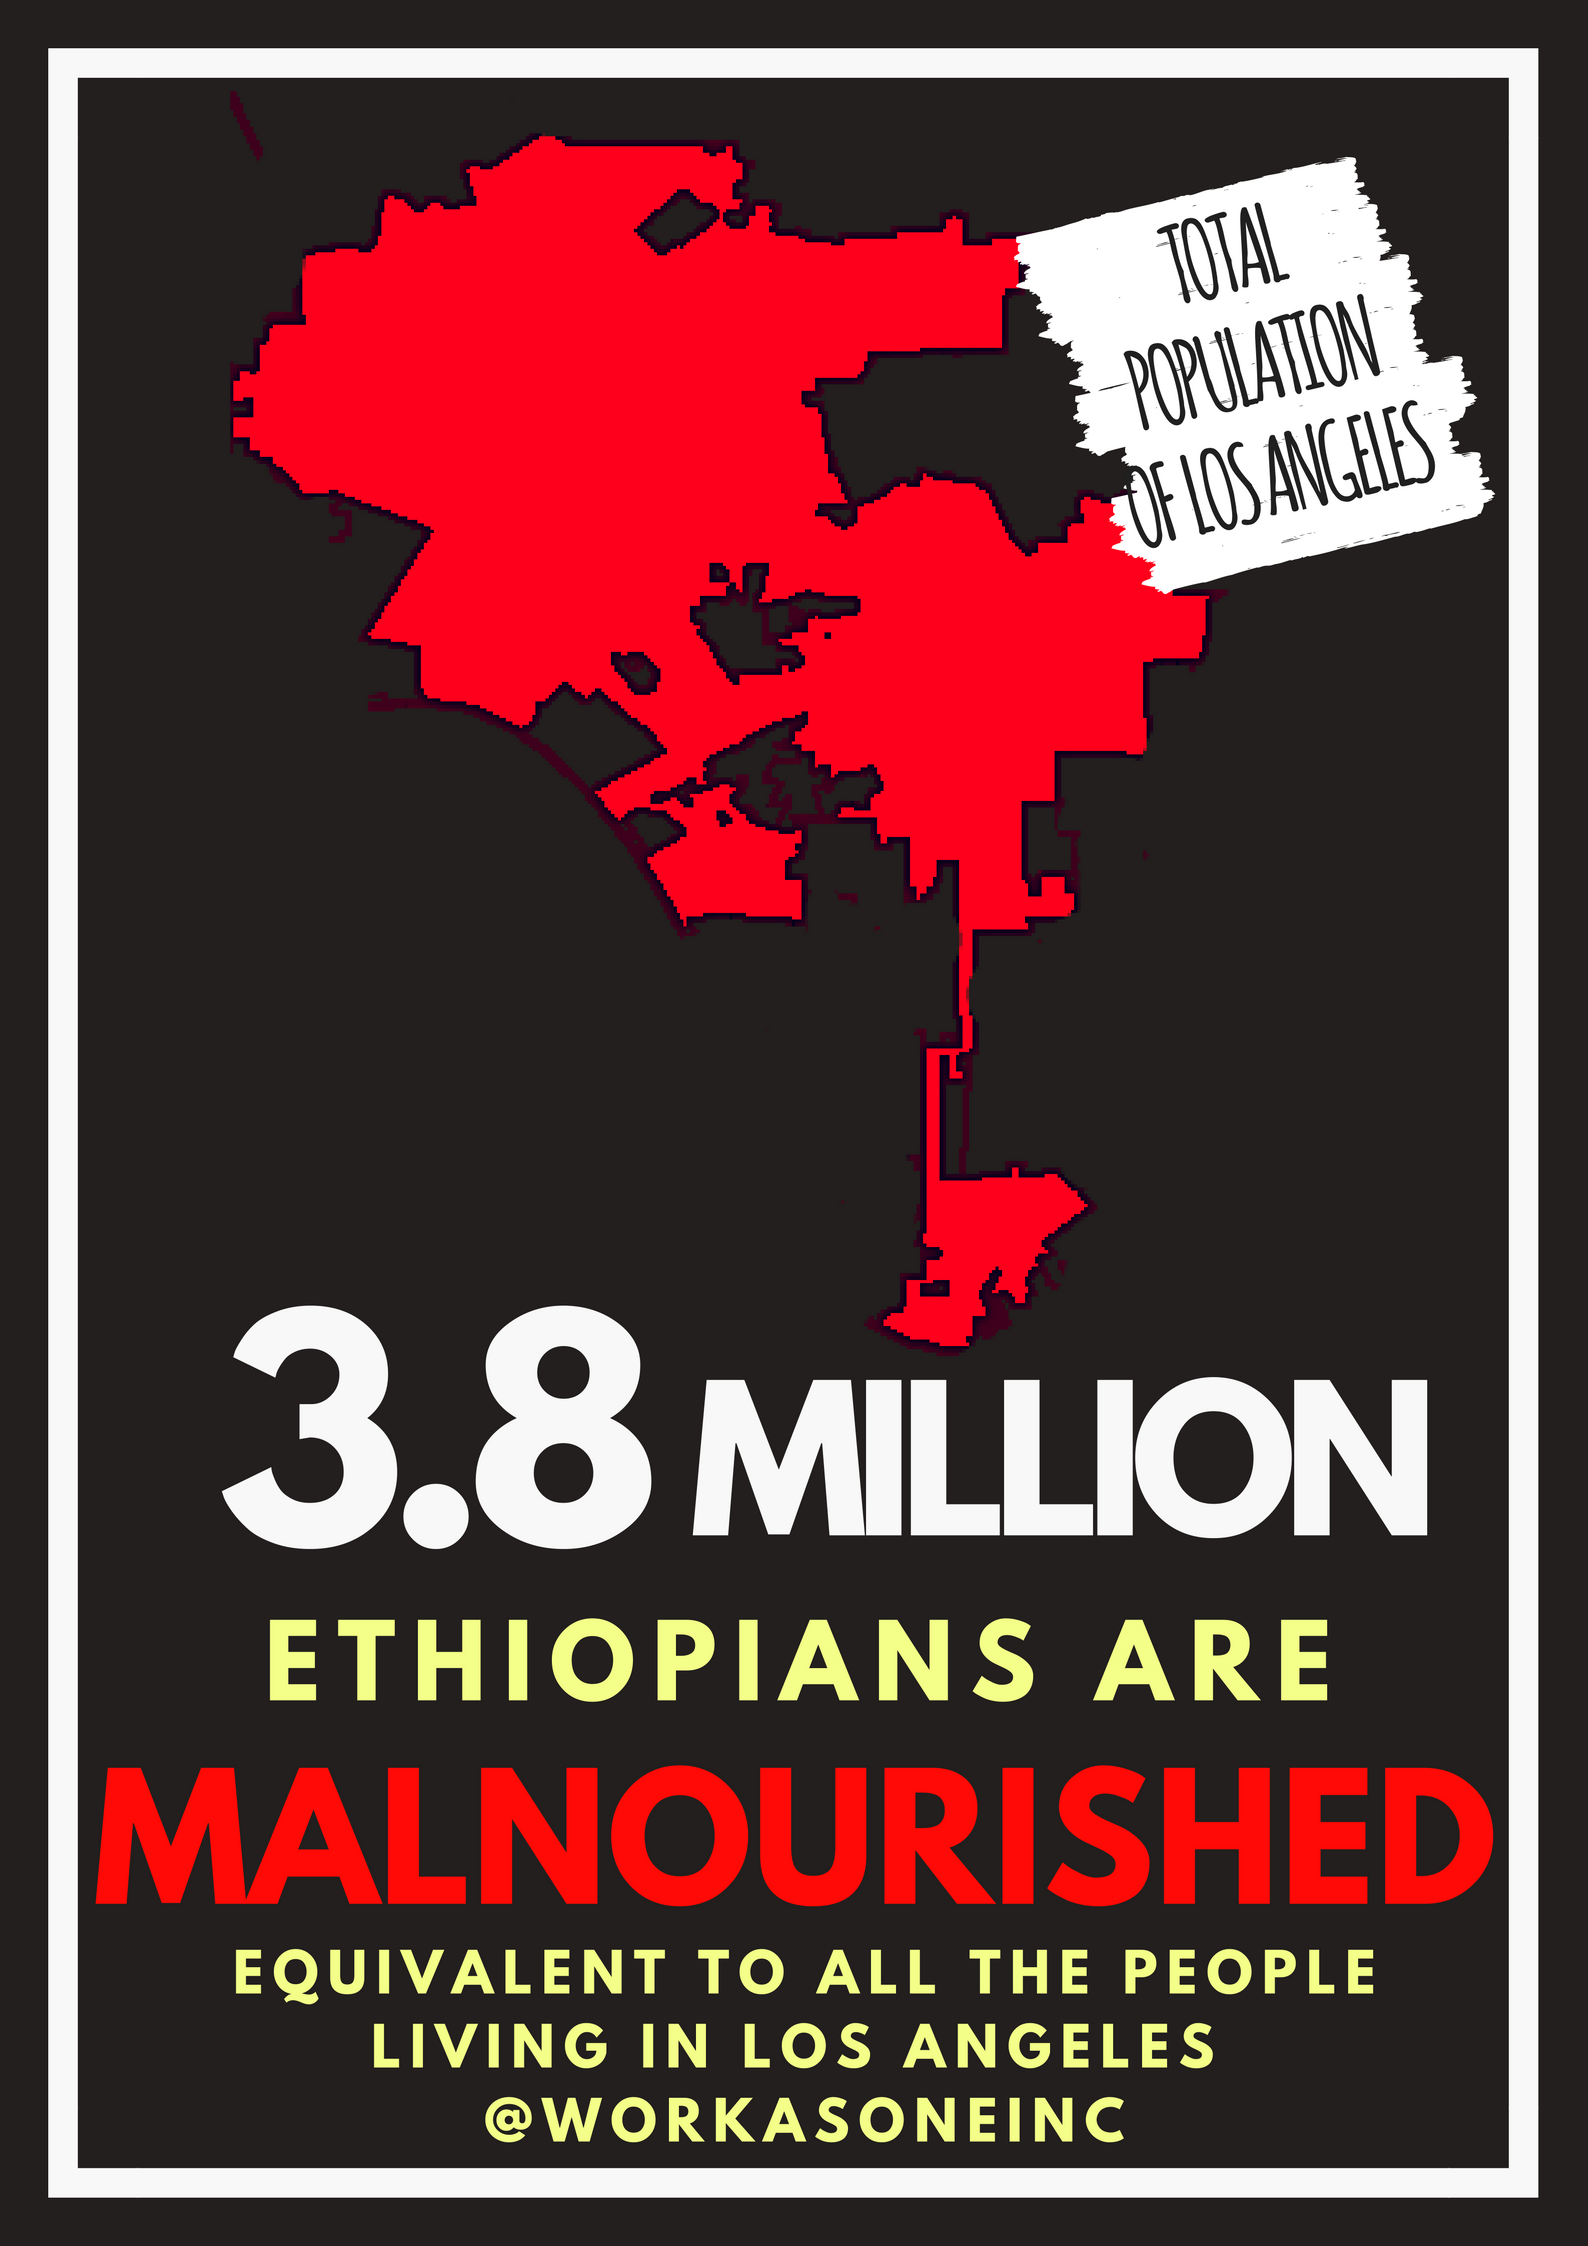 TOTAL
POPULATION
OF LOS ANGELES
3.8 MILLION
ETHIOPIANS ARE
MALNOURISHED
EQUIVALENT TO ALL THE PEOPLE
LIVING IN LOS ANGELES
@WORKASONEINC